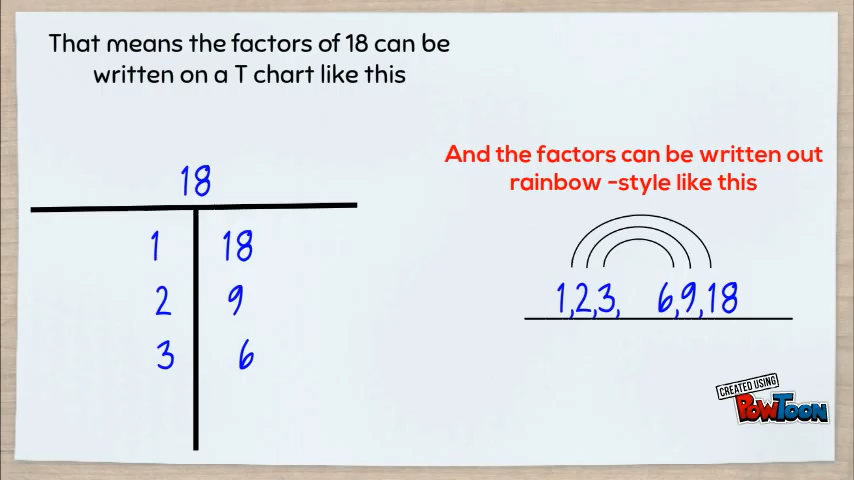 That means the factors of 18 can be
written on a T chart like this
And the factors can be written out
rainbow -style like this
18
1 18
2 9
3 6
1,2,3, 6,9,18
CREATED USING
POWTOON